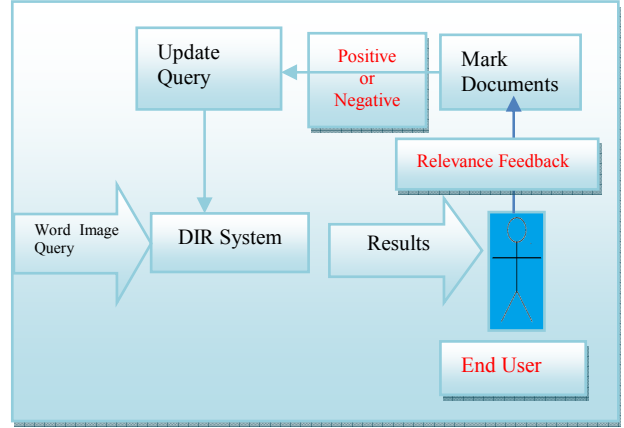 Update
Query
Positive
or
Negative
Mark
Documents
Relevance Feedback
Word Image
Query
DIR System
Results
End User